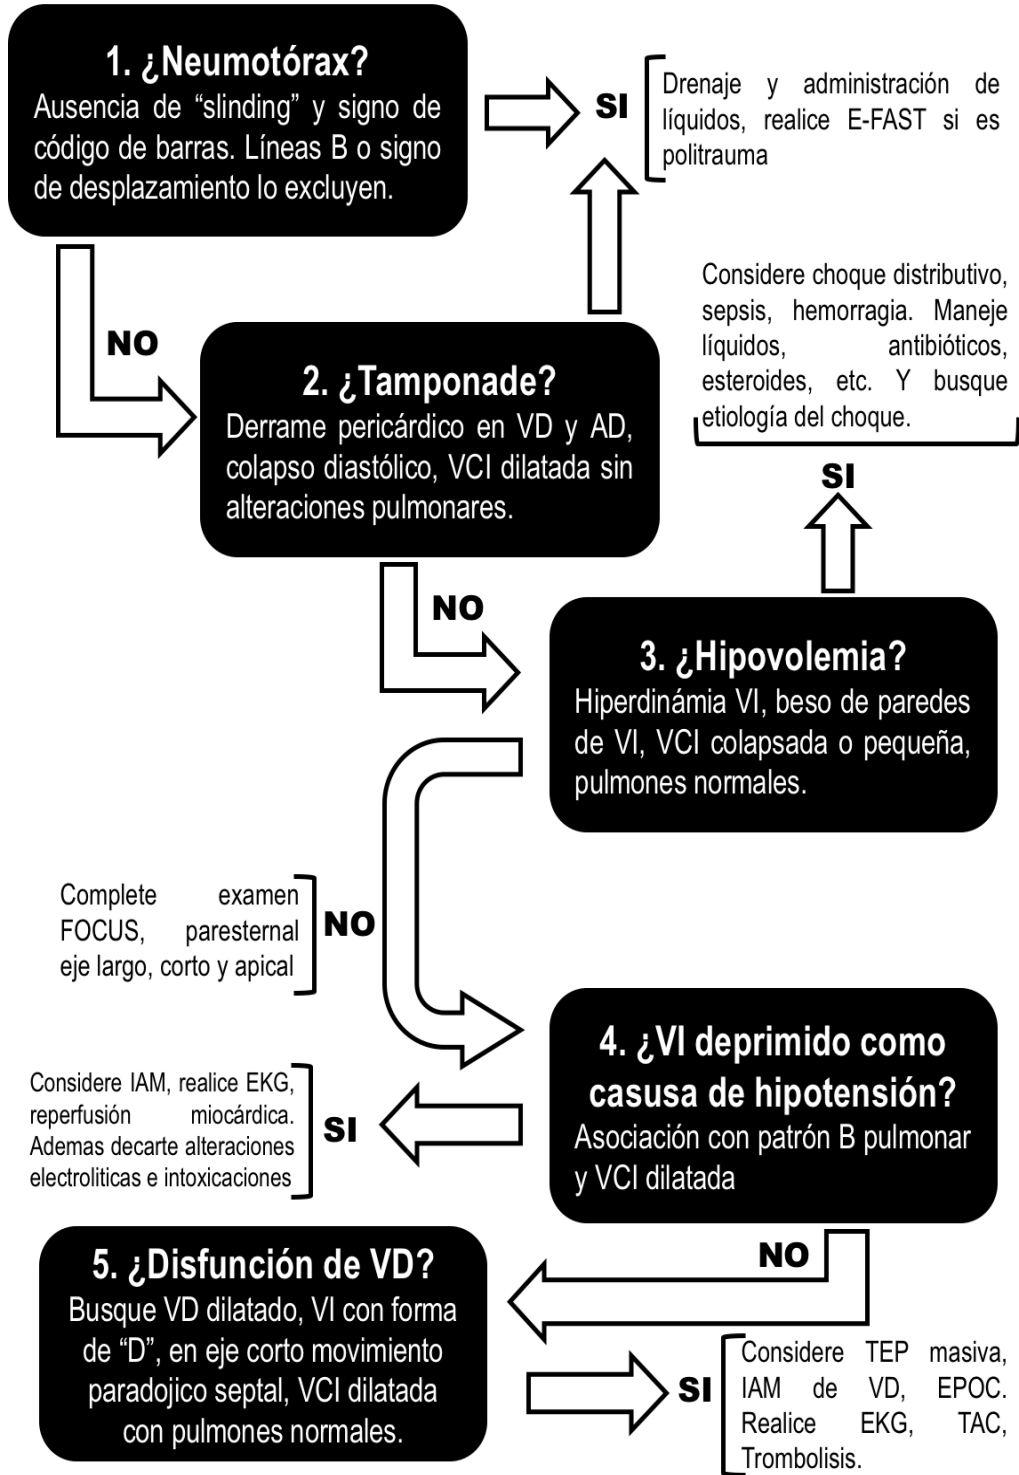 1. ¿Neumotórax?
Ausencia de “slinding” y signo de
código de barras. Líneas B o signo
de desplazamiento lo excluyen.
SI
Drenaje y administración de
líquidos, realice E-FAST si es
politrauma
NO
2. ¿Tamponade?
Derrame pericárdico en VD y AD,
colapso diastólico, VCI dilatada sin
alteraciones pulmonares.
Considere choque distributivo,
sepsis, hemorragia. Maneje
líquidos, antibióticos,
esteroides, etc. Y busque
etiología del choque.
SI
NO
3. ¿Hipovolemia?
Hiperdinámia VI, beso de paredes
de VI, VCI colapsada o pequeña,
pulmones normales.
Complete examen
FOCUS, paresternal
eje largo, corto y apical
NO
4. ¿VI deprimido como
casusa de hipotensión?
Asociación con patrón B pulmonar
y VCI dilatada
Considere IAM, realice EKG,
reperfusión miocárdica.
Ademas decarte alteraciones
electroliticas e intoxicaciones
SI
NO
5. ¿Disfunción de VD?
Busque VD dilatado, VI con forma
de “D”, en eje corto movimiento
paradojico septal, VCI dilatada
con pulmones normales.
SI
Considere TEP masiva,
IAM de VD, EPOC.
Realice EKG, TAC,
Trombolisis.